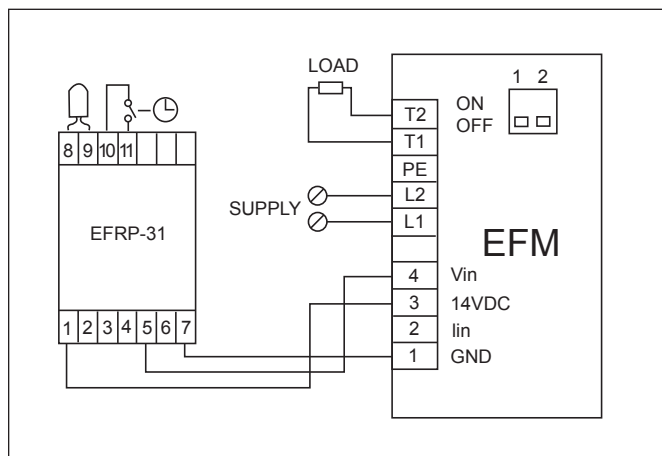 LOAD
1 2
ON
OFF
T2
T1
PE
L2
L1
SUPPLY
EFM
8 9 10 11
EFRP-31
1 2 3 4 5 6 7
4 Vin
3 14VDC
2 Iin
1 GND